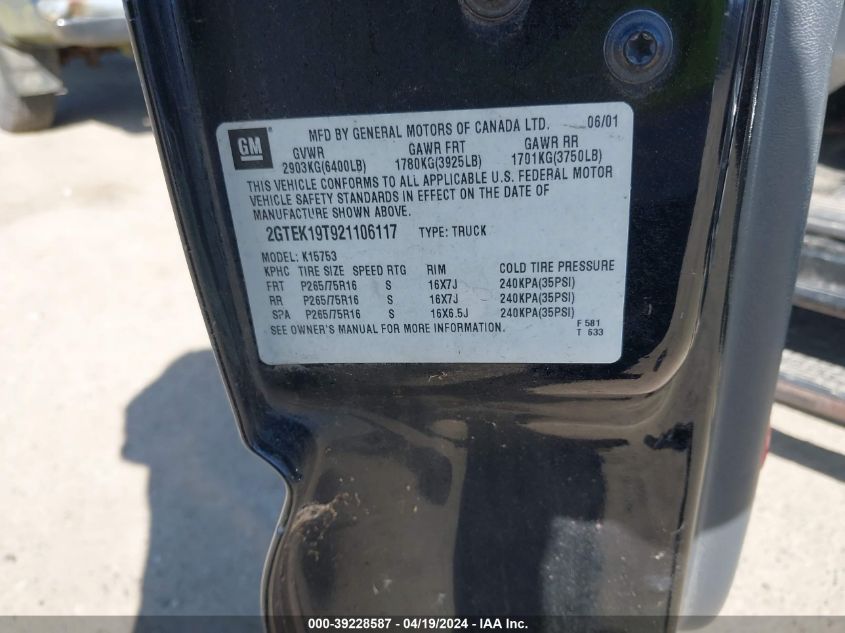 GM
MFD BY GENERAL MOTORS OF CANADA LTD. 06/01
GVWR GAWR FRT GAWR RR
2903KG(6400LB) 1780KG(3925LB) 1701KG(3750LB)
THIS VEHICLE CONFORMS TO ALL APPLICABLE U.S. FEDERAL MOTOR
VEHICLE SAFETY STANDARDS IN EFFECT ON THE DATE OF
MANUFACTURE SHOWN ABOVE.
2GTEK19T921106117 TYPE: TRUCK
MODEL: K15753
KPHC TIRE SIZE SPEED RTG RIM COLD TIRE PRESSURE
FRT P265/75R16 S 16X7J 240KPA(35PSI)
RR P265/75R16 S 16X7J 240KPA(35PSI)
SPA P265/75R16 S 16X6.5J 240KPA(35PSI)
SEE OWNER'S MANUAL FOR MORE INFORMATION. F 581
T 633
000-39228587 - 04/19/2024 - IAA Inc.